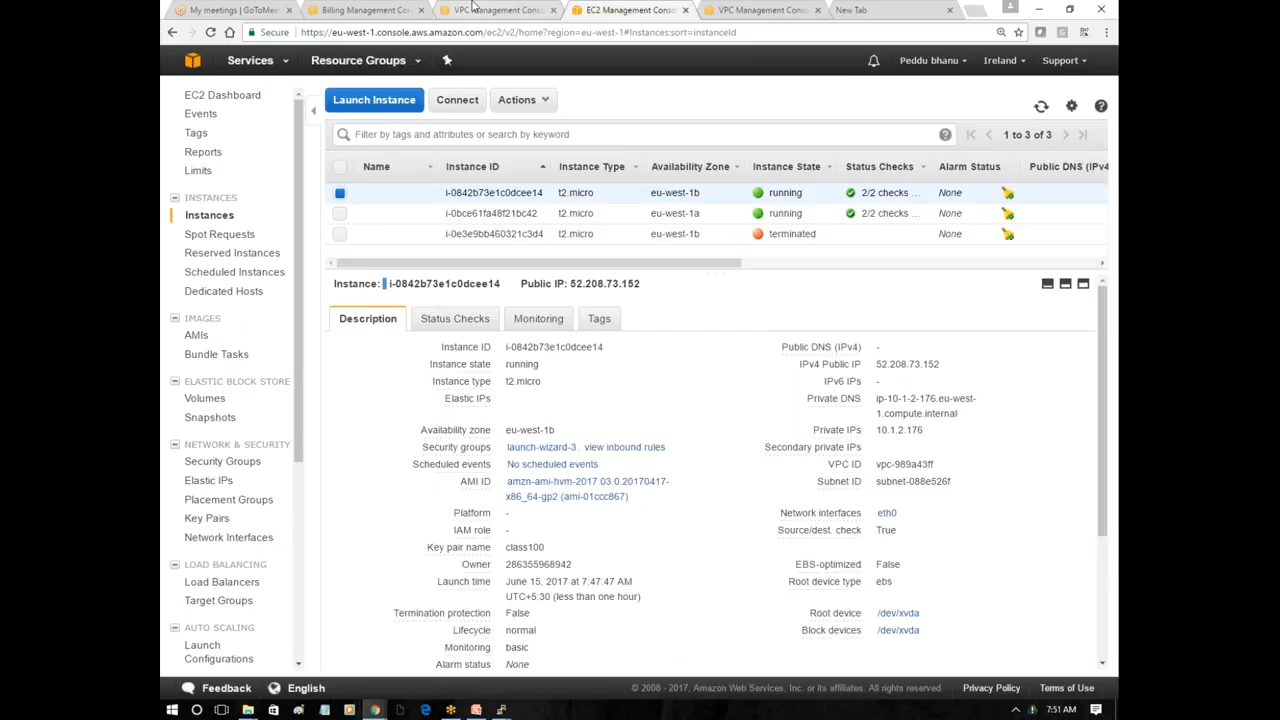 My meetings | GoToMee
Billing Management Con
VPC Management Conso
EC2 Management Conso
VPC Management Conso
New Tab
Secure https://eu-west-1.console.aws.amazon.com/ec2/v2/home?region=eu-west-1#Instances:sort=instanceId
Services Resource Groups Peddu bhanu Ireland Support
EC2 Dashboard
Events
Tags
Reports
Limits
INSTANCES
Instances
Spot Requests
Reserved Instances
Scheduled Instances
Dedicated Hosts
IMAGES
AMIs
Bundle Tasks
ELASTIC BLOCK STORE
Volumes
Snapshots
NETWORK & SECURITY
Security Groups
Elastic IPs
Placement Groups
Key Pairs
Network Interfaces
LOAD BALANCING
Load Balancers
Target Groups
AUTO SCALING
Launch
Configurations
Launch Instance Connect Actions
Filter by tags and attributes or search by keyword 1 to 3 of 3
Name Instance ID Instance Type Availability Zone Instance State Status Checks Alarm Status Public DNS (IPv4
i-0842b73e1c0dcee14 t2.micro eu-west-1b running 2/2 checks ... None
i-0bce61fa48f21bc42 t2.micro eu-west-1a running 2/2 checks ... None
i-0e3e9bb460321c3d4 t2.micro eu-west-1b terminated None
Instance: i-0842b73e1c0dcee14 Public IP: 52.208.73.152
Description Status Checks Monitoring Tags
Instance ID i-0842b73e1c0dcee14
Instance state running
Instance type t2.micro
Elastic IPs
Availability zone eu-west-1b
Security groups launch-wizard-3 . view inbound rules
Scheduled events No scheduled events
AMI ID amzn-ami-hvm-2017.03.0.20170417-
x86_64-gp2 (ami-01ccc867)
Platform -
IAM role -
Key pair name class100
Owner 286355968942
Launch time June 15, 2017 at 7:47:47 AM
UTC+5:30 (less than one hour)
Termination protection False
Lifecycle normal
Monitoring basic
Alarm status None
Public DNS (IPv4) -
IPv4 Public IP 52.208.73.152
IPv6 IPs -
Private DNS ip-10-1-2-176.eu-west-
1.compute.internal
Private IPs 10.1.2.176
Secondary private IPs
VPC ID vpc-989a43ff
Subnet ID subnet-088e526f
Network interfaces eth0
Source/dest. check True
EBS-optimized False
Root device type ebs
Root device /dev/xvda
Block devices /dev/xvda
Feedback English © 2008 - 2017, Amazon Web Services, Inc. or its affiliates. All rights reserved. Privacy Policy Terms of Use
7:51 AM